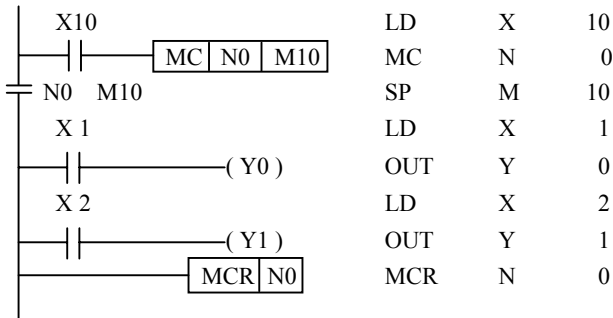 X10 LD X 10
MC N0 M10 MC N 0
N0 M10 SP M 10
X 1 LD X 1
( Y0 ) OUT Y 0
X 2 LD X 2
( Y1 ) OUT Y 1
MCR N0 MCR N 0